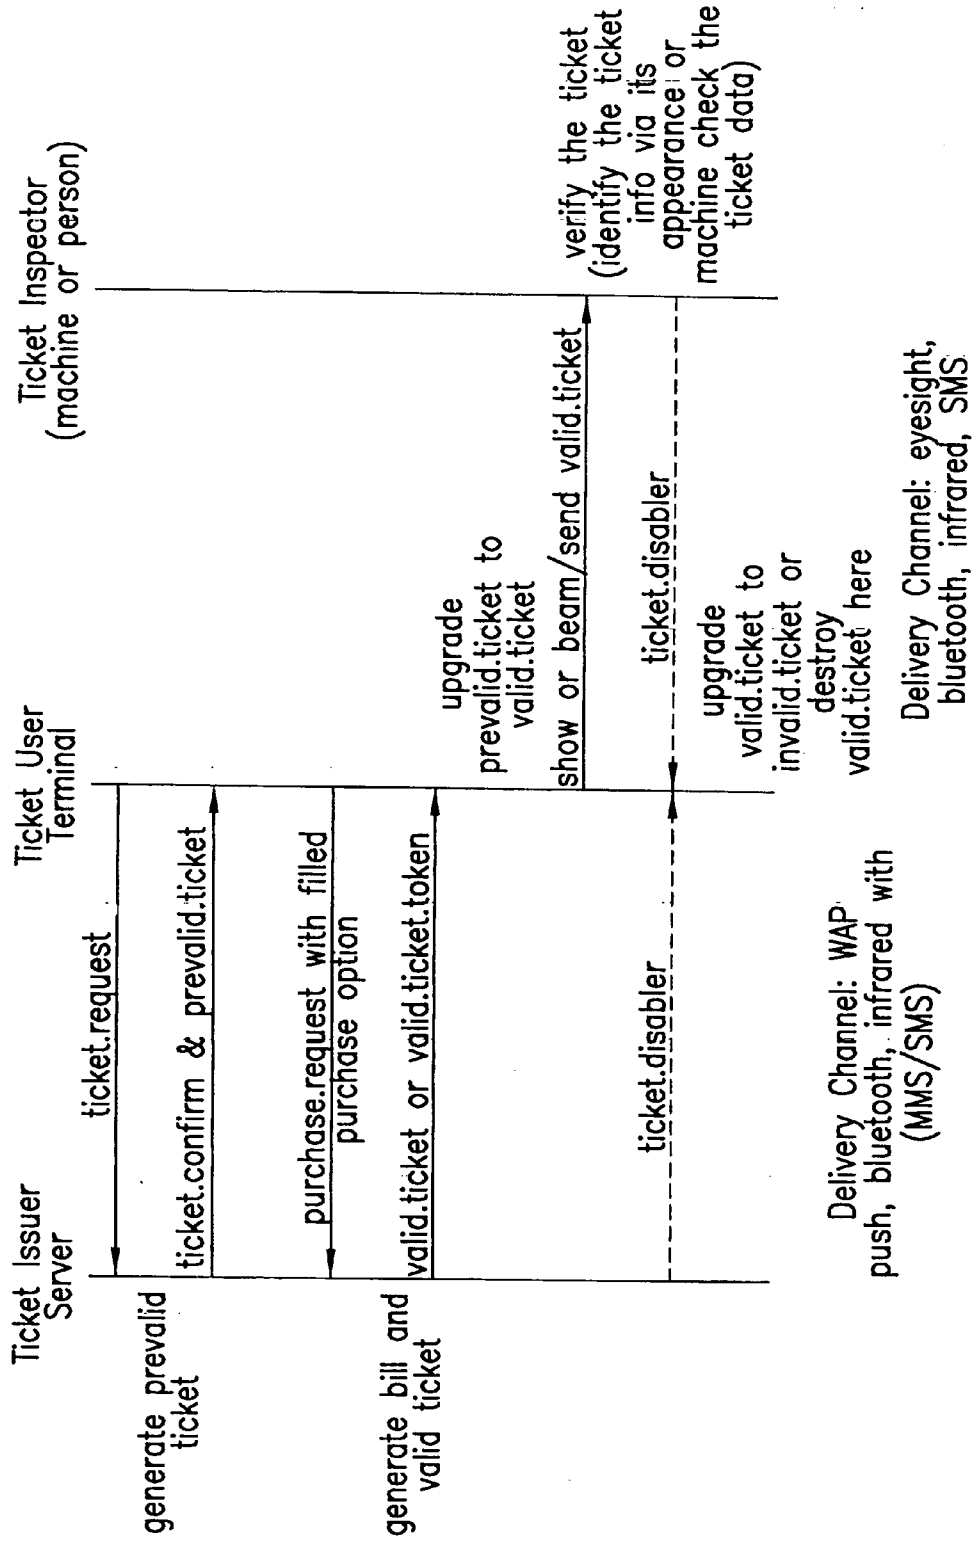 Ticket Issuer
Server
Ticket User
Terminal
Ticket Inspector
(machine or person)
ticket.request
generate prevalid
ticket
ticket.confirm & prevalid.ticket
purchase.request with filled
purchase option
generate bill and
valid ticket
valid.ticket or valid.ticket.token
upgrade
prevalid.ticket to
valid.ticket
show or beam/send valid.ticket
verify the ticket
(identify the ticket
info via its
appearance or
machine check the
ticket data)
ticket.disabler
ticket.disabler
upgrade
valid.ticket to
invalid.ticket or
destroy
valid.ticket here
Delivery Channel: WAP
push, bluetooth, infrared with
(MMS/SMS)
Delivery Channel: eyesight,
bluetooth, infrared, SMS